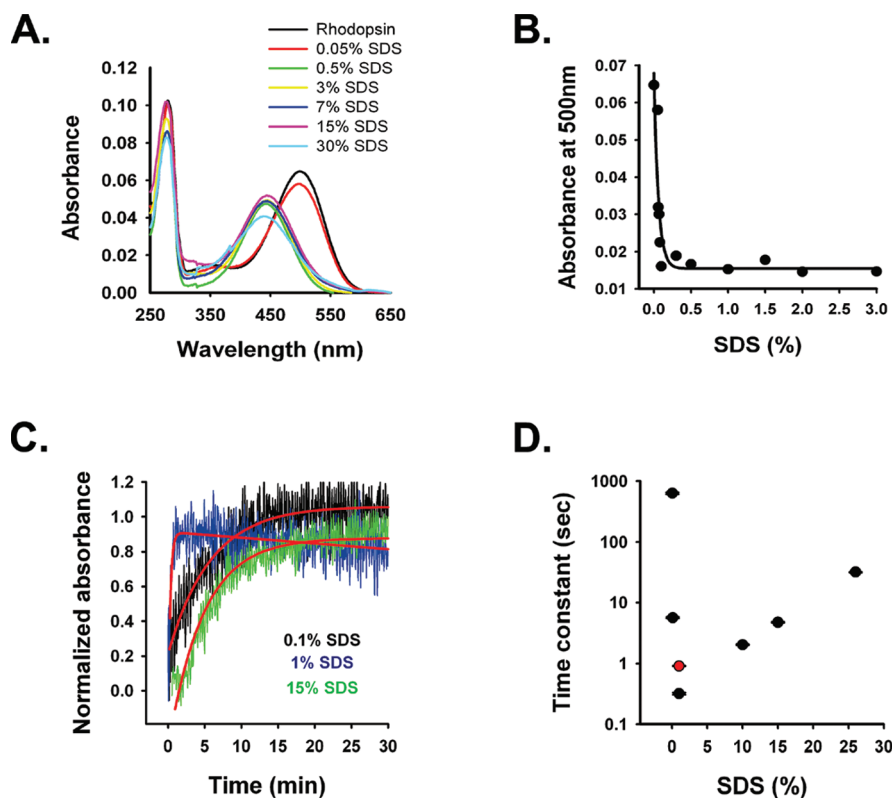 A.
Rhodopsin
0.05% SDS
0.5% SDS
3% SDS
7% SDS
15% SDS
30% SDS
Absorbance
0.12
0.10
0.08
0.06
0.04
0.02
0.00
250 350 450 550 650
Wavelength (nm)
B.
Absorbance at 500nm
0.07
0.06
0.05
0.04
0.03
0.02
0.01
0.0 0.5 1.0 1.5 2.0 2.5 3.0
SDS (%)
C.
Normalized absorbance
1.2
1.0
0.8
0.6
0.4
0.2
0.0
0.1% SDS
1% SDS
15% SDS
0 5 10 15 20 25 30
Time (min)
D.
Time constant (sec)
1000
100
10
1
0.1
0 5 10 15 20 25 30
SDS (%)